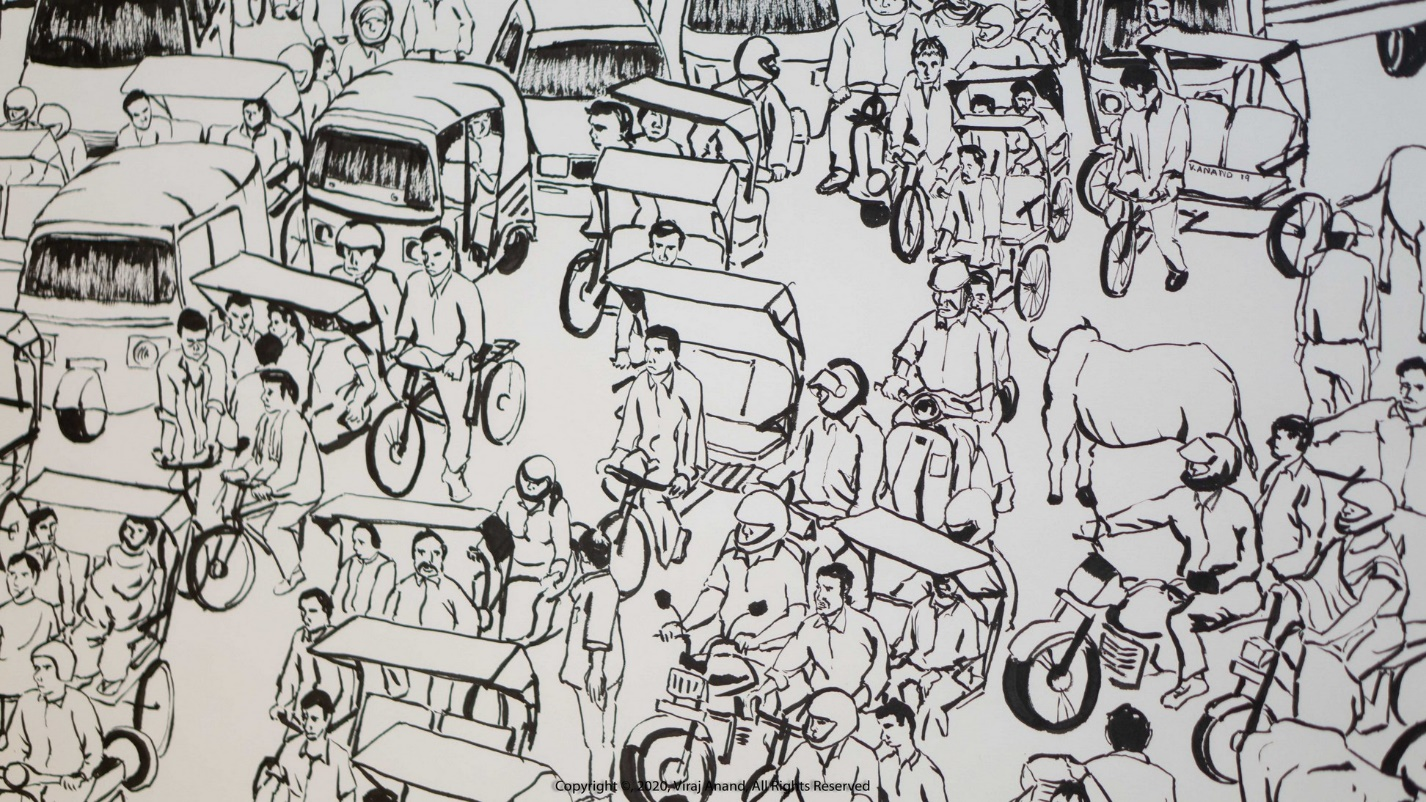 V.ANAND 19
Copyright ©, 2020, Viraj Anand, All Rights Reserved